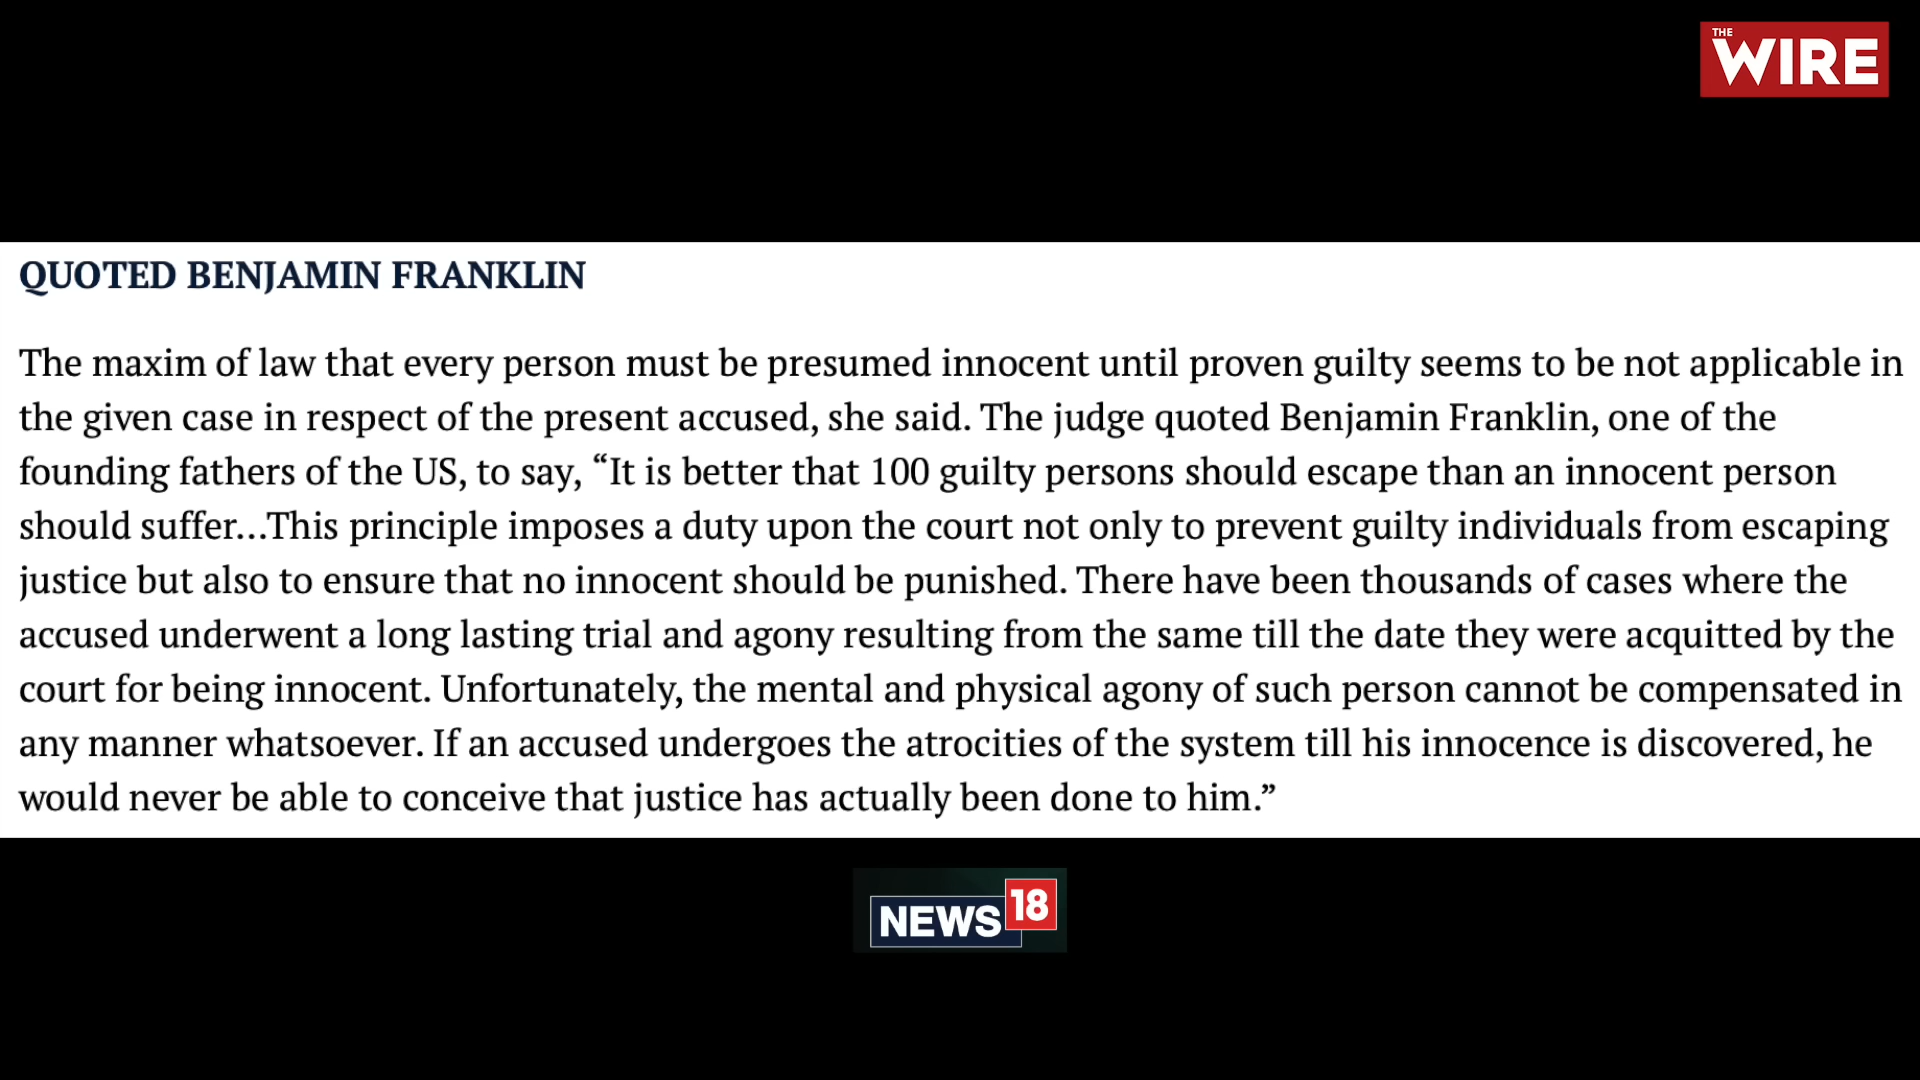 THE
WIRE
QUOTED BENJAMIN FRANKLIN
The maxim of law that every person must be presumed innocent until proven guilty seems to be not applicable in
the given case in respect of the present accused, she said. The judge quoted Benjamin Franklin, one of the
founding fathers of the US, to say, “It is better that 100 guilty persons should escape than an innocent person
should suffer...This principle imposes a duty upon the court not only to prevent guilty individuals from escaping
justice but also to ensure that no innocent should be punished. There have been thousands of cases where the
accused underwent a long lasting trial and agony resulting from the same till the date they were acquitted by the
court for being innocent. Unfortunately, the mental and physical agony of such person cannot be compensated in
any manner whatsoever. If an accused undergoes the atrocities of the system till his innocence is discovered, he
would never be able to conceive that justice has actually been done to him.”
NEWS 18